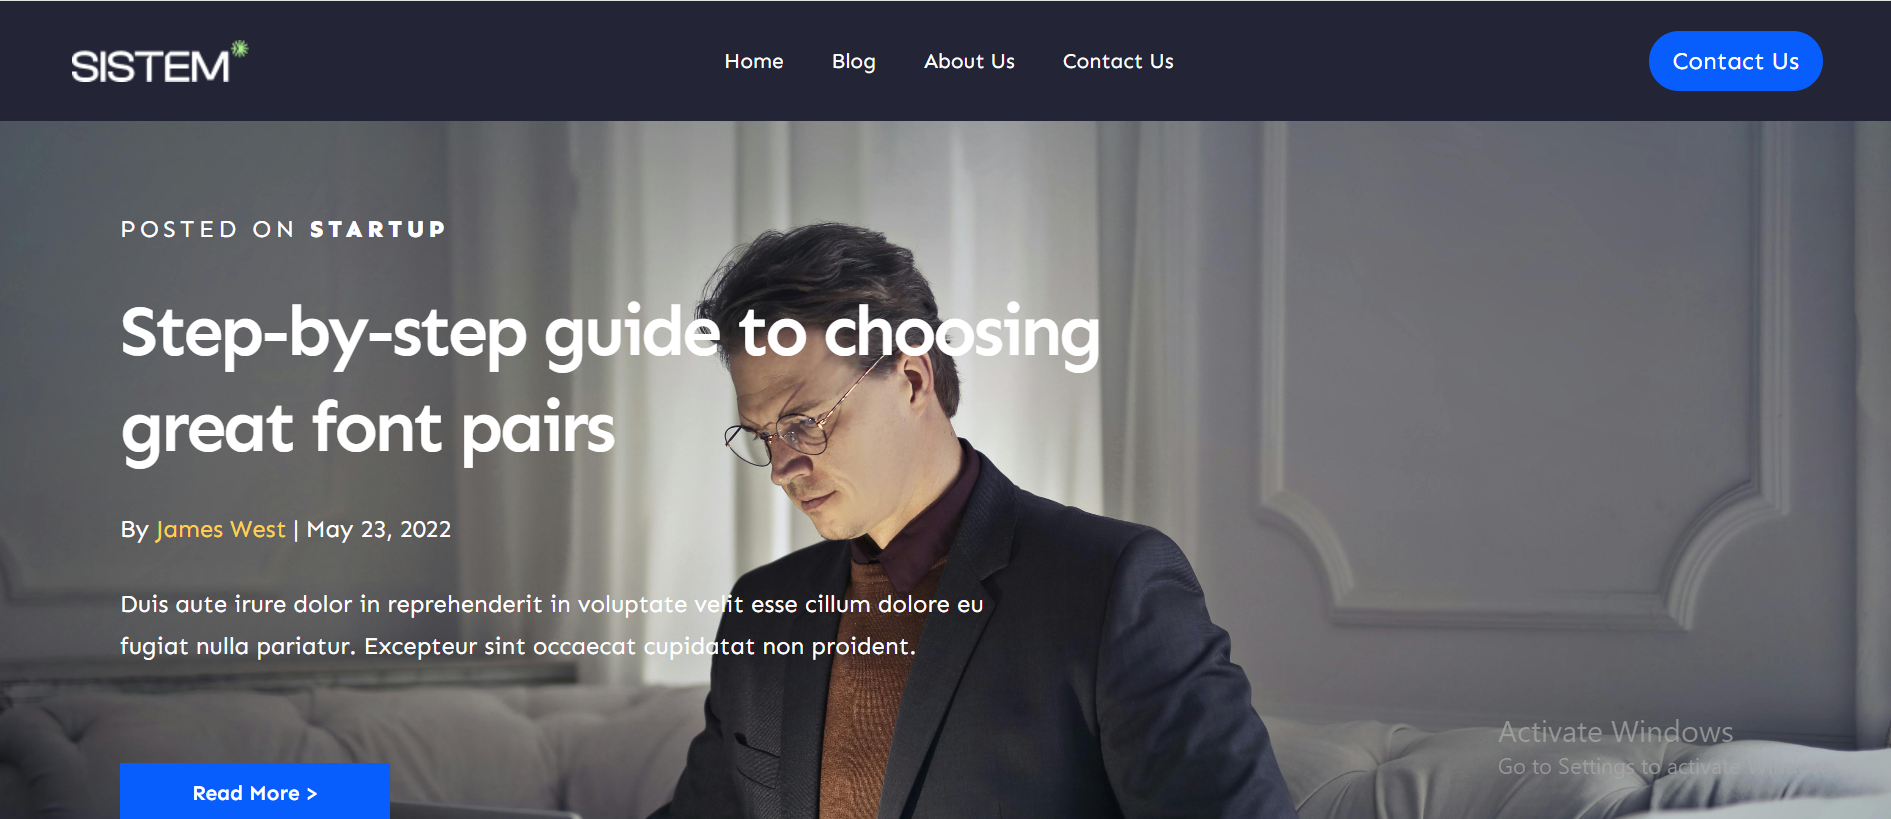 SISTEM
Home Blog About Us Contact Us
Contact Us
POSTED ON STARTUP
Step-by-step guide to choosing
great font pairs
By James West | May 23, 2022
Duis aute irure dolor in reprehenderit in voluptate velit esse cillum dolore eu
fugiat nulla pariatur. Excepteur sint occaecat cupidatat non proident.
Read More >
Activate Windows
Go to Settings to activate